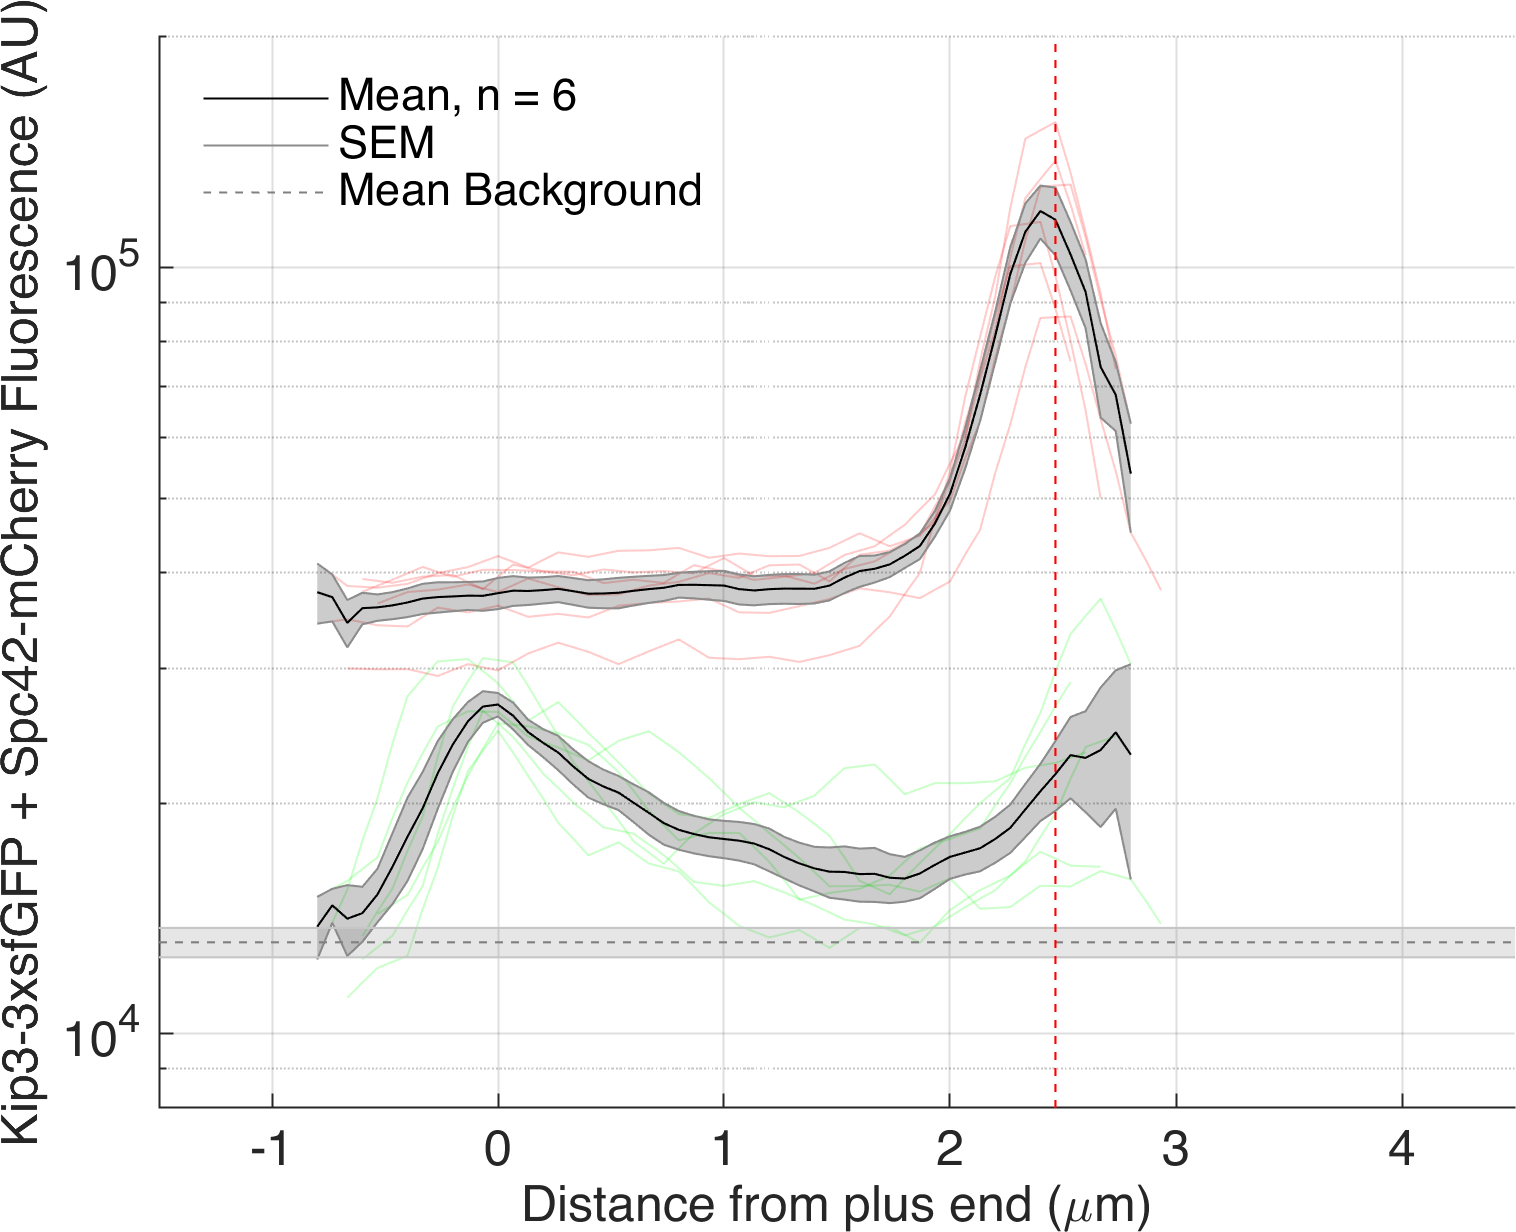 Kip3-3xsfGFP + Spc42-mCherry Fluorescence (AU)
Mean, n = 6
SEM
Mean Background
10^5
10^4
-1 0 1 2 3 4
Distance from plus end (μm)